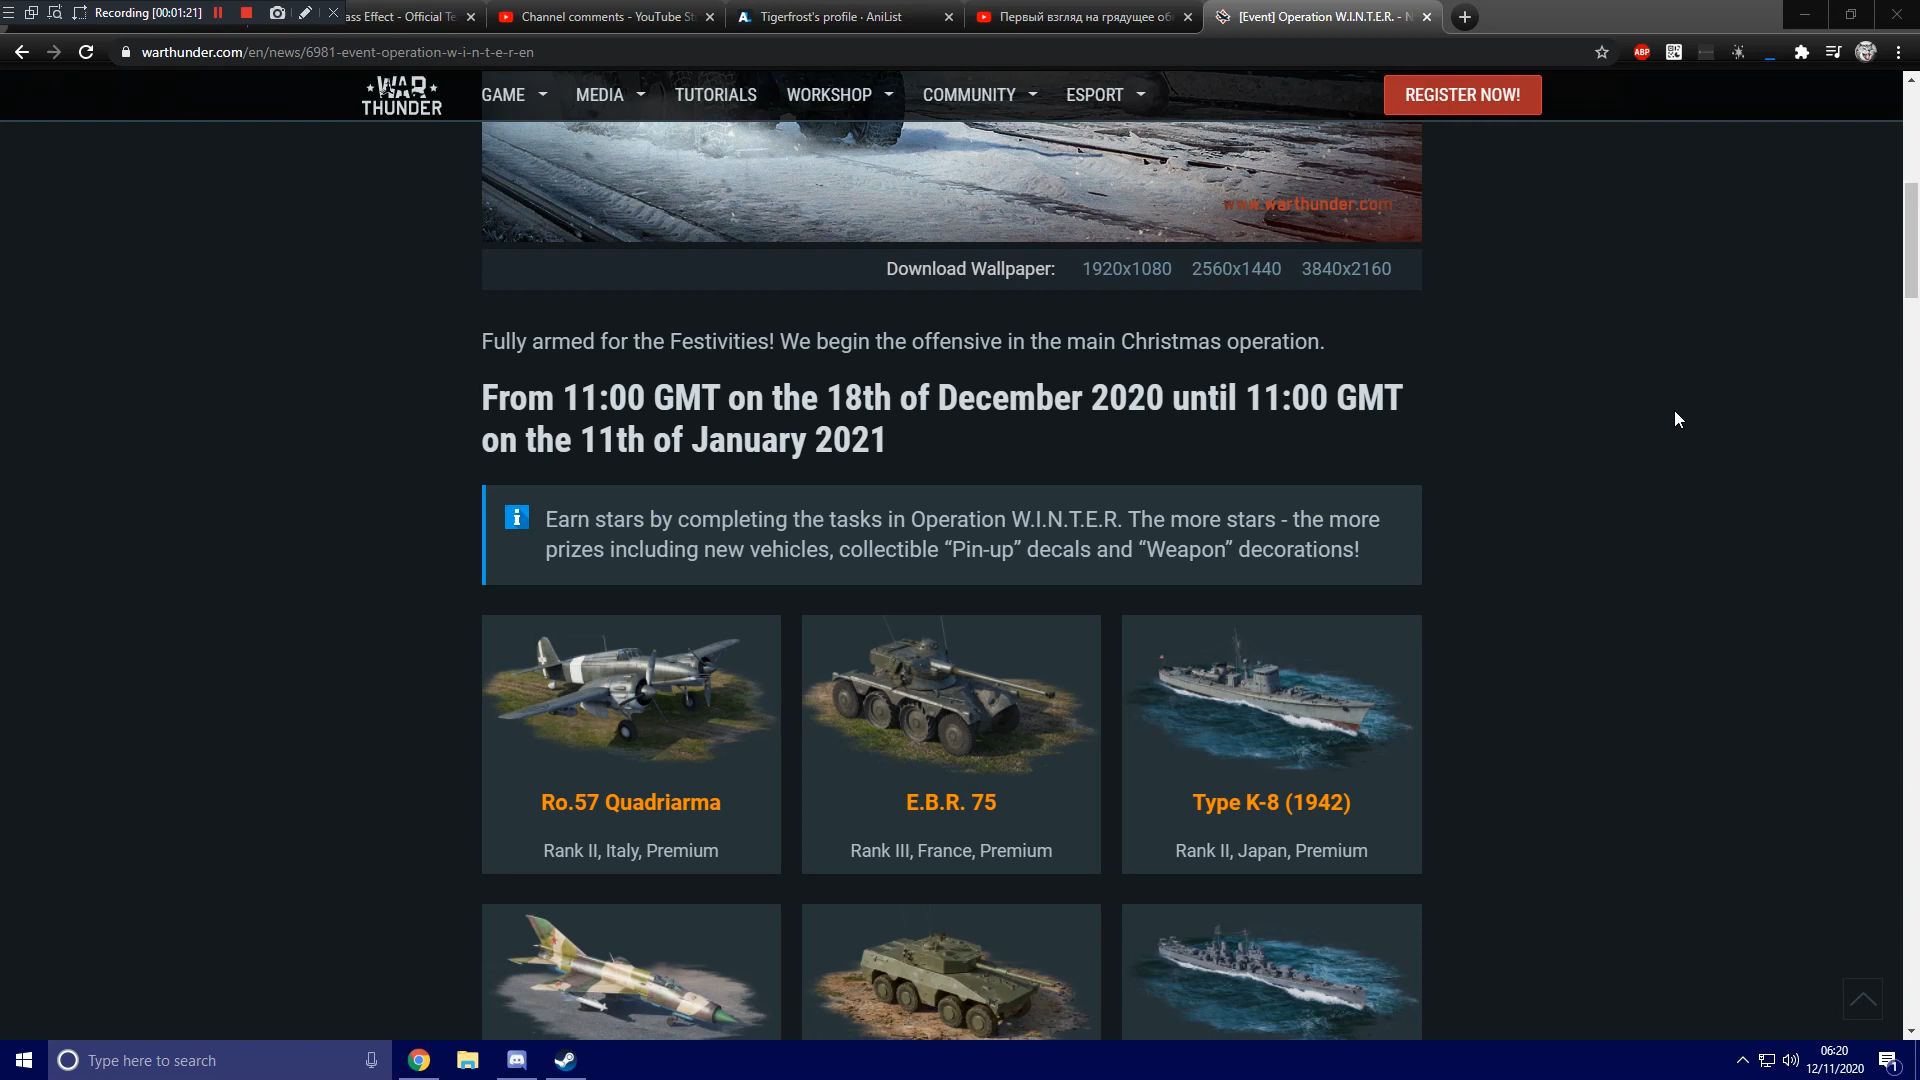 Recording [00:01:21]
ass Effect - Official Te
Channel comments - YouTube St
Tigerfrost's profile · AniList
Первый взгляд на грядущее об
[Event] Operation W.I.N.T.E.R. - N
warthunder.com/en/news/6981-event-operation-w-i-n-t-e-r-en
ABP
WAR THUNDER
GAME
MEDIA
TUTORIALS
WORKSHOP
COMMUNITY
ESPORT
REGISTER NOW!
www.warthunder.com
Download Wallpaper: 1920x1080 2560x1440 3840x2160
Fully armed for the Festivities! We begin the offensive in the main Christmas operation.
From 11:00 GMT on the 18th of December 2020 until 11:00 GMT
on the 11th of January 2021
Earn stars by completing the tasks in Operation W.I.N.T.E.R. The more stars - the more
prizes including new vehicles, collectible “Pin-up” decals and “Weapon” decorations!
Ro.57 Quadriarma
Rank II, Italy, Premium
E.B.R. 75
Rank III, France, Premium
Type K-8 (1942)
Rank II, Japan, Premium
Type here to search
06:20
12/11/2020
1